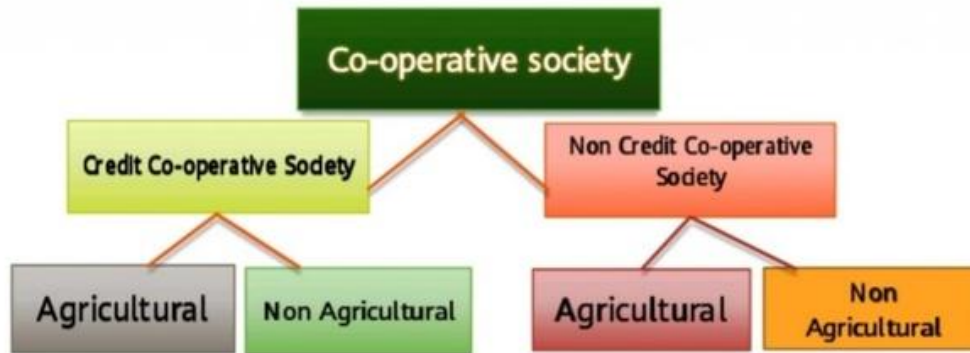 Co-operative society
Credit Co-operative Society
Non Credit Co-operative
Society
Agricultural
Non Agricultural
Agricultural
Non
Agricultural